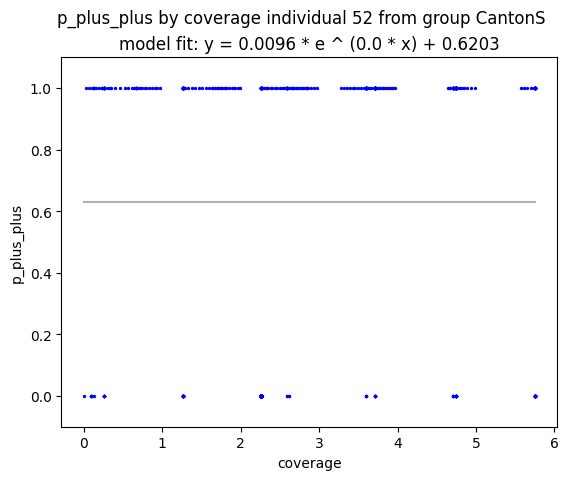 p_plus_plus by coverage individual 52 from group CantonS
model fit: y = 0.0096 * e ^ (0.0 * x) + 0.6203
1.0
0.8
0.6
0.4
0.2
0.0
p_plus_plus
0 1 2 3 4 5 6
coverage